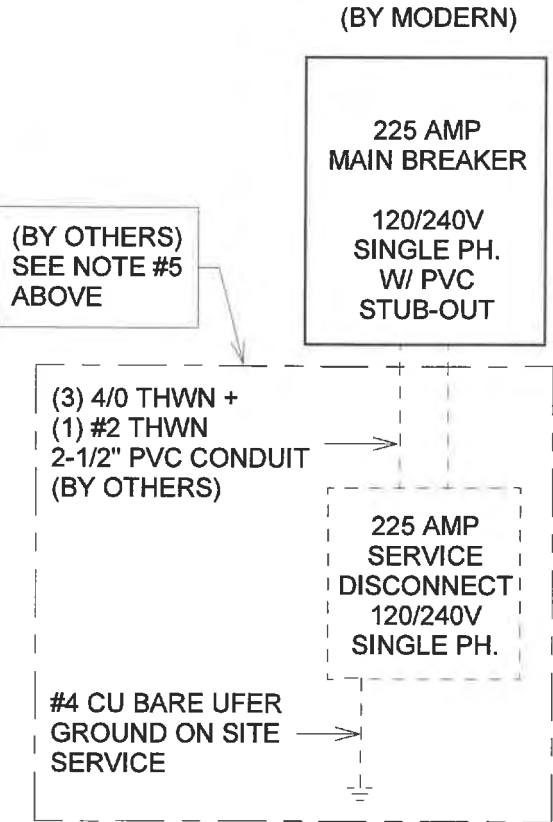 (BY MODERN)
225 AMP
MAIN BREAKER
120/240V
SINGLE PH.
W/ PVC
STUB-OUT
(BY OTHERS)
SEE NOTE #5
ABOVE
(3) 4/0 THWN +
(1) #2 THWN
2-1/2" PVC CONDUIT
(BY OTHERS)
225 AMP
SERVICE
DISCONNECT
120/240V
SINGLE PH.
#4 CU BARE UFER
GROUND ON SITE
SERVICE